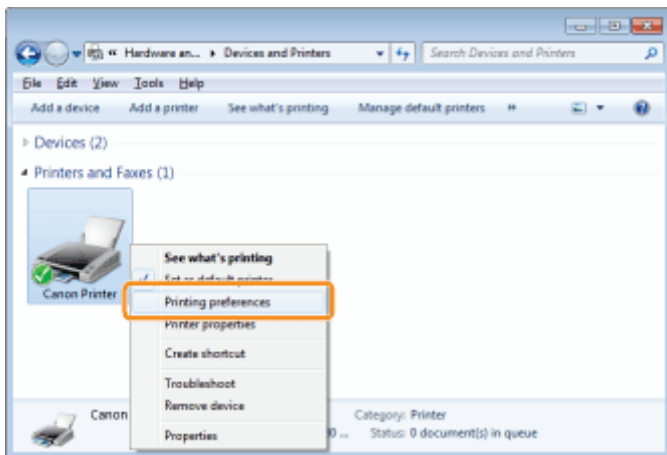 « Hardware an... ▸ Devices and Printers Search Devices and Printers
File Edit View Tools Help
Add a device Add a printer See what's printing Manage default printers »
Devices (2)
Printers and Faxes (1)
Canon Printer
See what's printing
Set as default printer
Printing preferences
Printer properties
Create shortcut
Troubleshoot
Remove device
Properties
Canon
Category: Printer
0 ... Status: 0 document(s) in queue